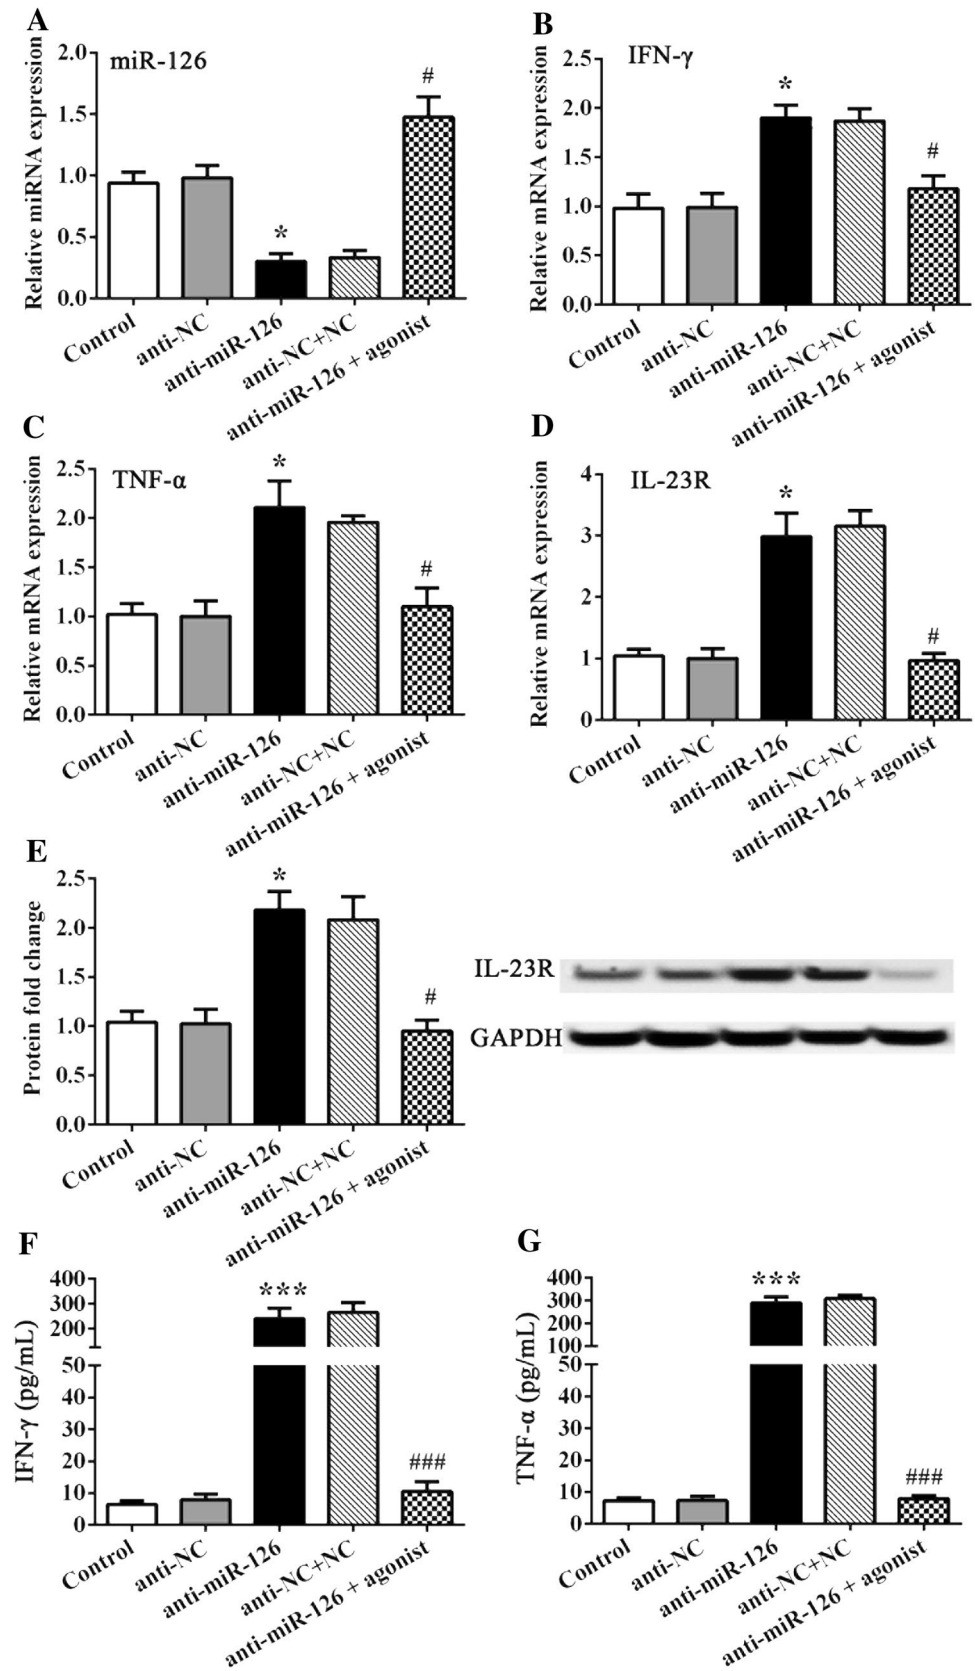 A
miR-126
Relative miRNA expression
2.0
1.5
1.0
0.5
0.0
*
#
Control
anti-NC
anti-miR-126
anti-NC+NC
anti-miR-126 + agonist
B
IFN-γ
Relative mRNA expression
2.5
2.0
1.5
1.0
0.5
0.0
*
#
Control
anti-NC
anti-miR-126
anti-NC+NC
anti-miR-126 + agonist
C
TNF-α
Relative mRNA expression
2.5
2.0
1.5
1.0
0.5
0.0
*
#
Control
anti-NC
anti-miR-126
anti-NC+NC
anti-miR-126 + agonist
D
IL-23R
Relative mRNA expression
4
3
2
1
0
*
#
Control
anti-NC
anti-miR-126
anti-NC+NC
anti-miR-126 + agonist
E
Protein fold change
2.5
2.0
1.5
1.0
0.5
0.0
*
#
Control
anti-NC
anti-miR-126
anti-NC+NC
anti-miR-126 + agonist
IL-23R
GAPDH
F
IFN-γ (pg/mL)
400
300
200
50
40
30
20
10
0
***
###
Control
anti-NC
anti-miR-126
anti-NC+NC
anti-miR-126 + agonist
G
TNF-α (pg/mL)
400
300
200
100
50
40
30
20
10
0
***
###
Control
anti-NC
anti-miR-126
anti-NC+NC
anti-miR-126 + agonist